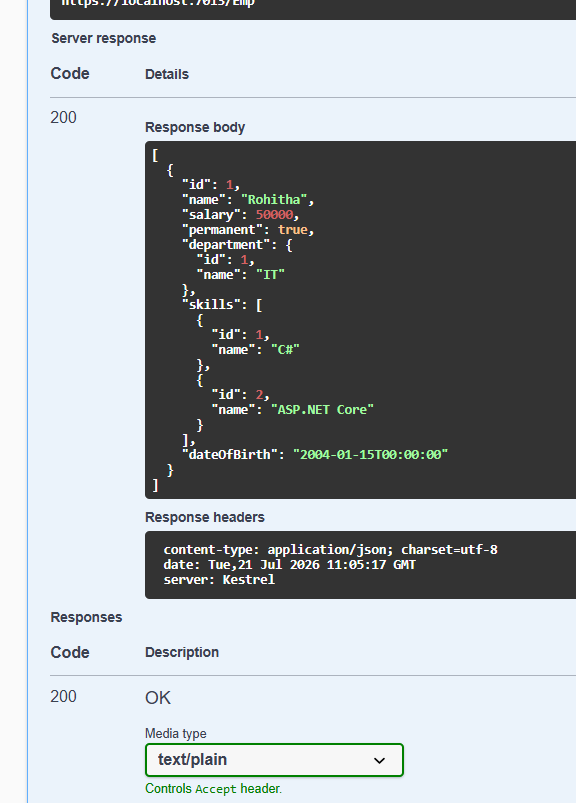 https://localhost:7013/Emp
Server response
Code Details
200
Response body
[
  {
    "id": 1,
    "name": "Rohitha",
    "salary": 50000,
    "permanent": true,
    "department": {
      "id": 1,
      "name": "IT"
    },
    "skills": [
      {
        "id": 1,
        "name": "C#"
      },
      {
        "id": 2,
        "name": "ASP.NET Core"
      }
    ],
    "dateOfBirth": "2004-01-15T00:00:00"
  }
]
Response headers
content-type: application/json; charset=utf-8
date: Tue,21 Jul 2026 11:05:17 GMT
server: Kestrel
Responses
Code Description
200 OK
Media type
text/plain
Controls Accept header.